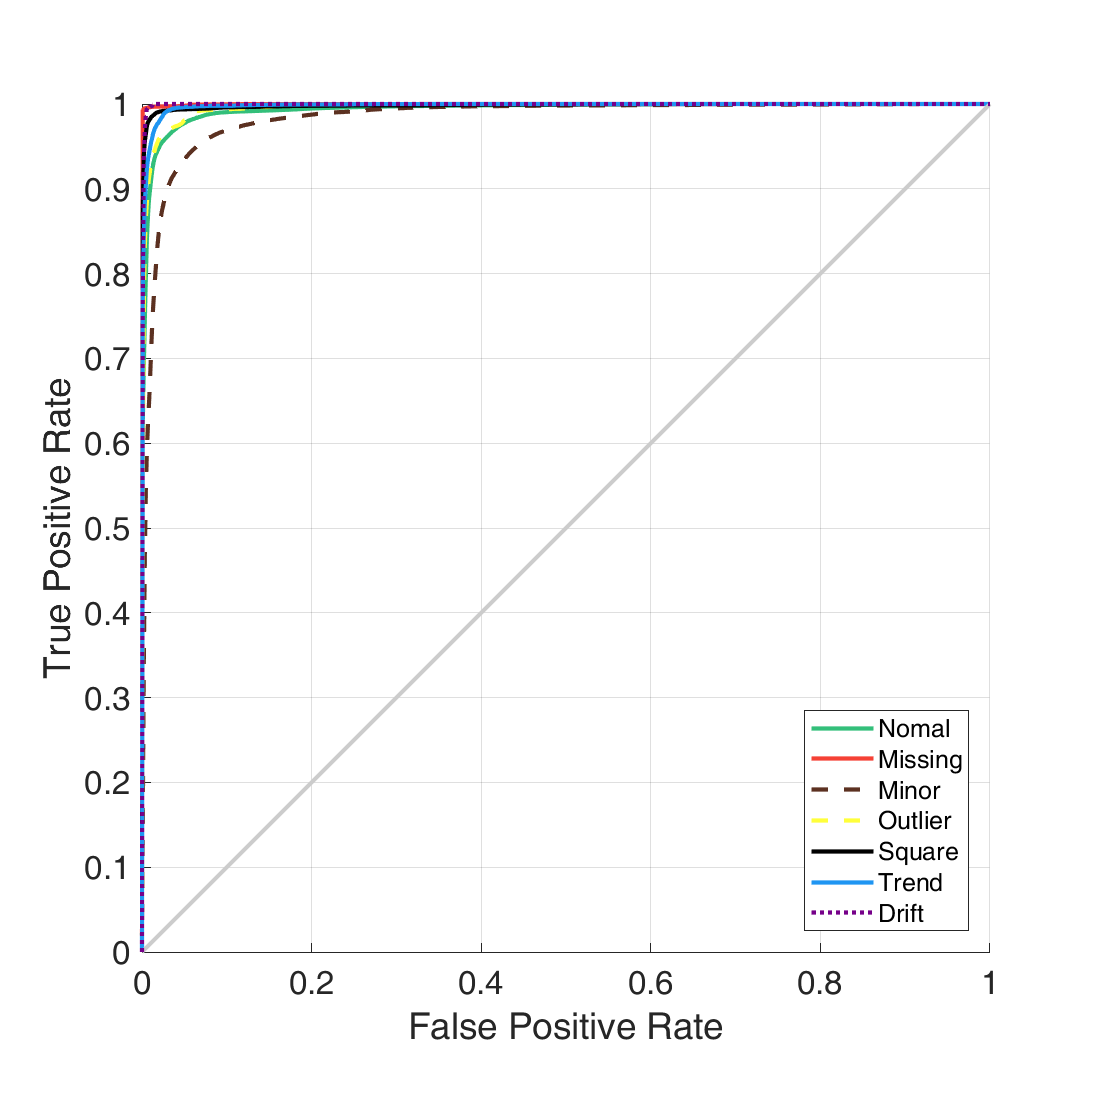 1
0.9
0.8
0.7
0.6
0.5
0.4
0.3
0.2
0.1
0
0 0.2 0.4 0.6 0.8 1
True Positive Rate
False Positive Rate
Nomal
Missing
Minor
Outlier
Square
Trend
Drift